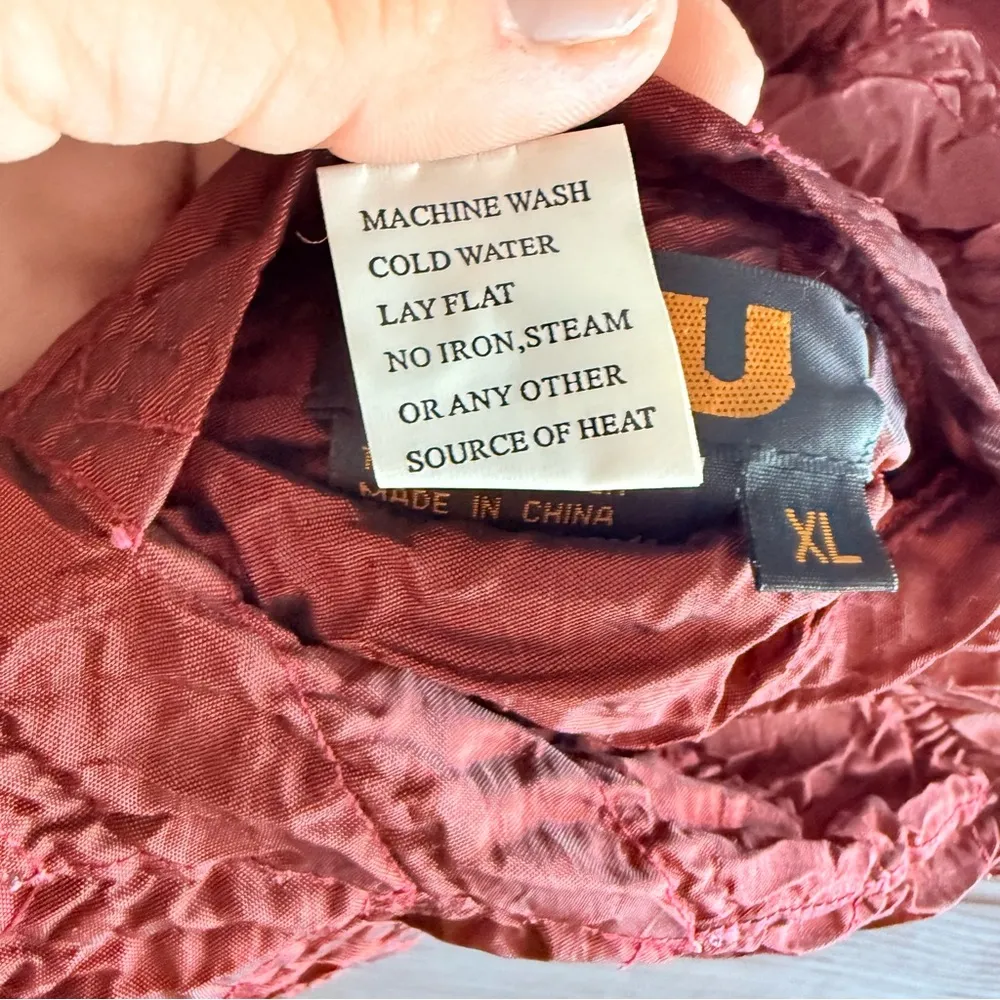 MACHINE WASH
COLD WATER
LAY FLAT
NO IRON,STEAM
OR ANY OTHER
SOURCE OF HEAT
U
MADE IN CHINA
XL